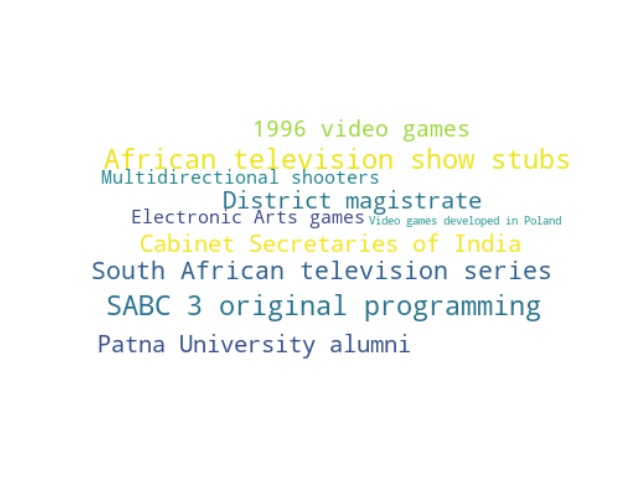 1996 video games
African television show stubs
Multidirectional shooters
District magistrate
Electronic Arts games
Video games developed in Poland
Cabinet Secretaries of India
South African television series
SABC 3 original programming
Patna University alumni